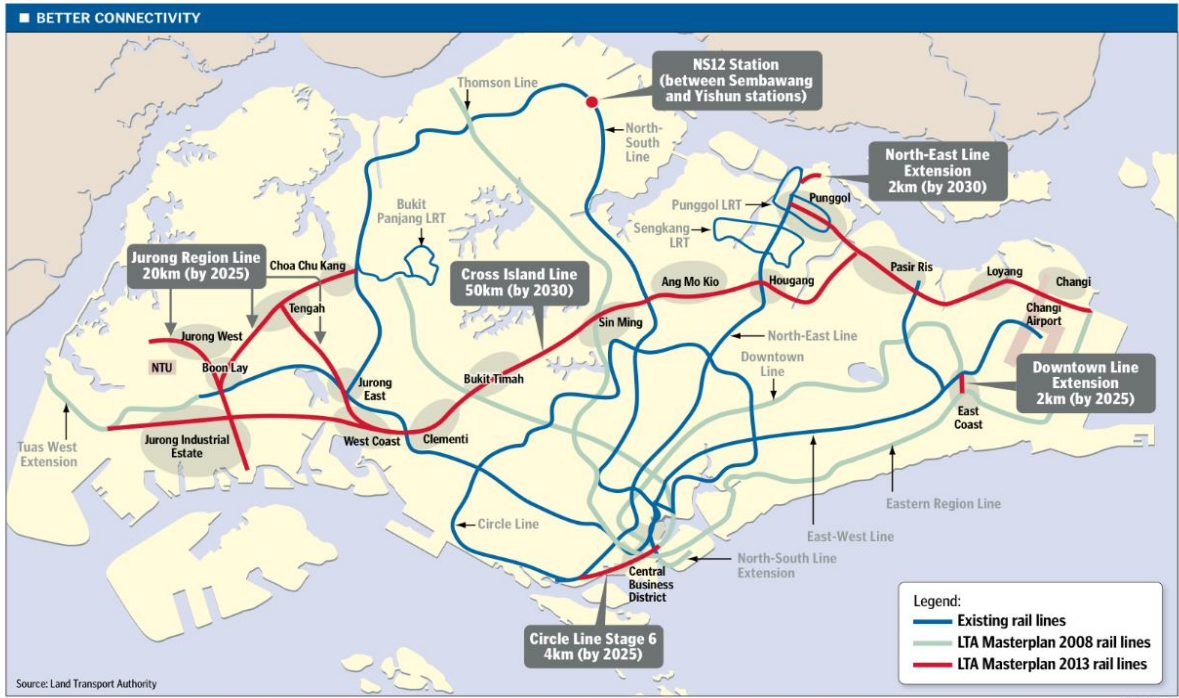 BETTER CONNECTIVITY
NS12 Station
(between Sembawang
and Yishun stations)
Thomson Line
North-
South
Line
North-East Line
Extension
2km (by 2030)
Punggol LRT
Punggol
Sengkang
LRT
Bukit
Panjang LRT
Jurong Region Line
20km (by 2025)
Choa Chu Kang
Cross Island Line
50km (by 2030)
Ang Mo Kio
Hougang
Pasir Ris
Loyang
Changi
Tengah
Sin Ming
Changi
Airport
Jurong West
North-East Line
NTU
Boon Lay
Bukit Timah
Downtown
Line
Downtown Line
Extension
2km (by 2025)
Jurong
East
East
Coast
Tuas West
Extension
Jurong Industrial
Estate
West Coast
Clementi
Eastern Region Line
Circle Line
East-West Line
North-South Line
Extension
Central
Business
District
Circle Line Stage 6
4km (by 2025)
Legend:
Existing rail lines
LTA Masterplan 2008 rail lines
LTA Masterplan 2013 rail lines
Source: Land Transport Authority